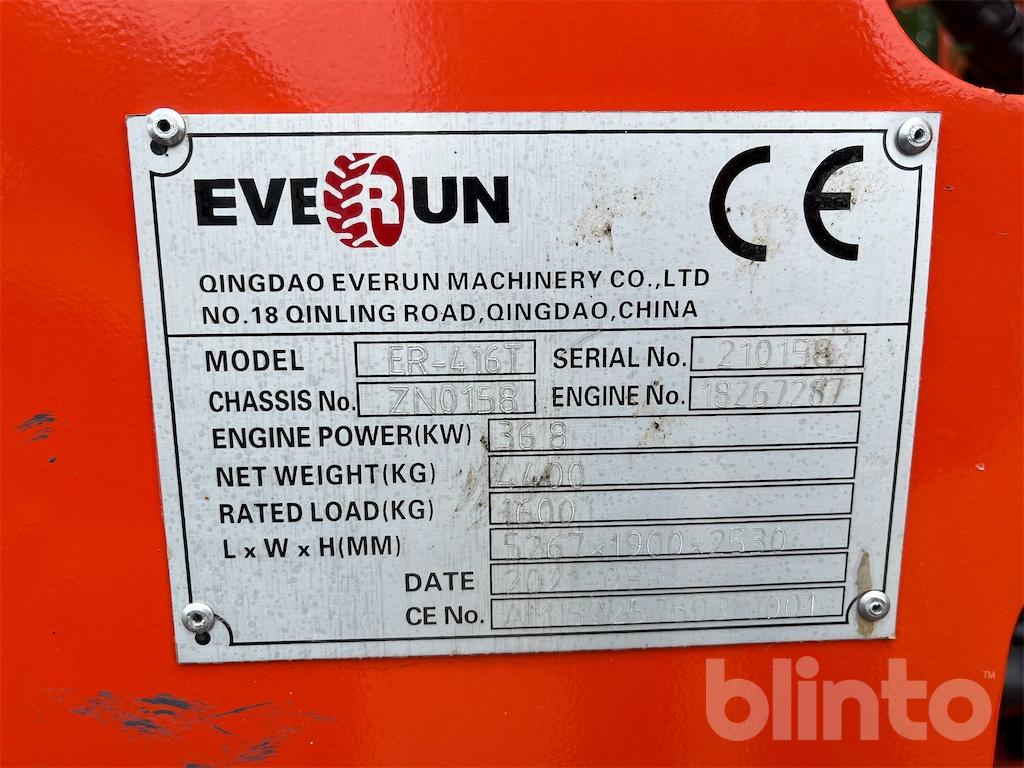 EVERUN
CE
QINGDAO EVERUN MACHINERY CO.,LTD
NO.18 QINLING ROAD,QINGDAO,CHINA
MODEL ER-416T SERIAL No. 210158
CHASSIS No. ZN0158 ENGINE No. 18267287
ENGINE POWER(KW) 36.8
NET WEIGHT(KG) 4400
RATED LOAD(KG) 1600
L x W x H(MM) 5267×1900×2530
DATE 2021-09
CE No.
blinto™